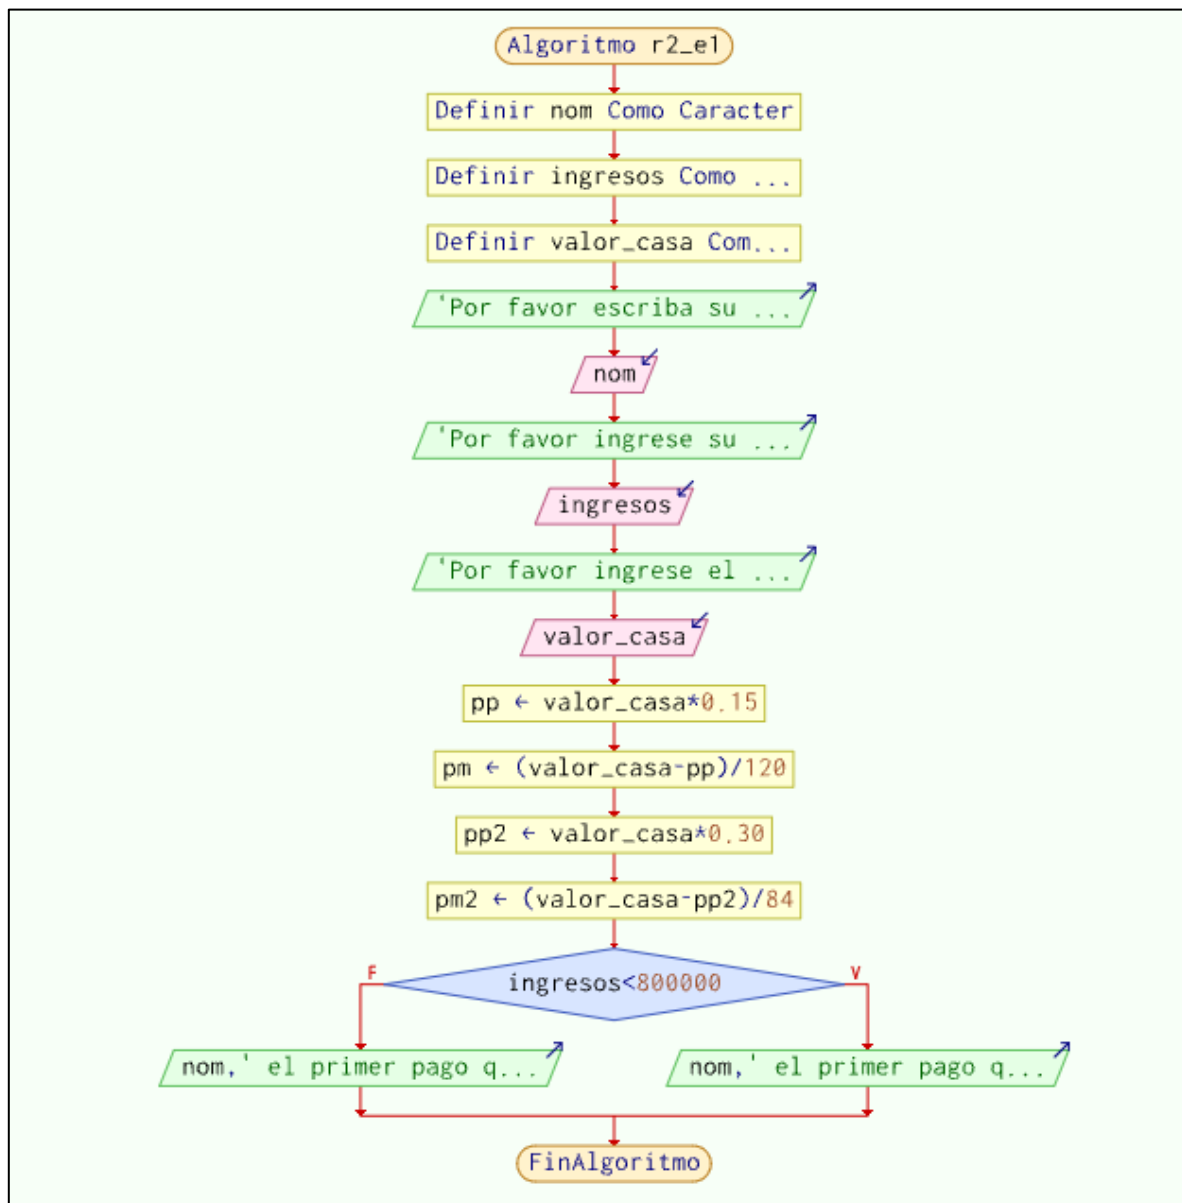 Algoritmo r2_e1
Definir nom Como Caracter
Definir ingresos Como ...
Definir valor_casa Com...
'Por favor escriba su ...
nom
'Por favor ingrese su ...
ingresos
'Por favor ingrese el ...
valor_casa
pp ← valor_casa*0.15
pm ← (valor_casa-pp)/120
pp2 ← valor_casa*0.30
pm2 ← (valor_casa-pp2)/84
F
ingresos<800000
V
nom,' el primer pago q...
nom,' el primer pago q...
FinAlgoritmo